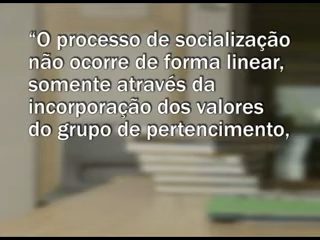 “O processo de socialização
não ocorre de forma linear,
somente através da
incorporação dos valores
do grupo de pertencimento,